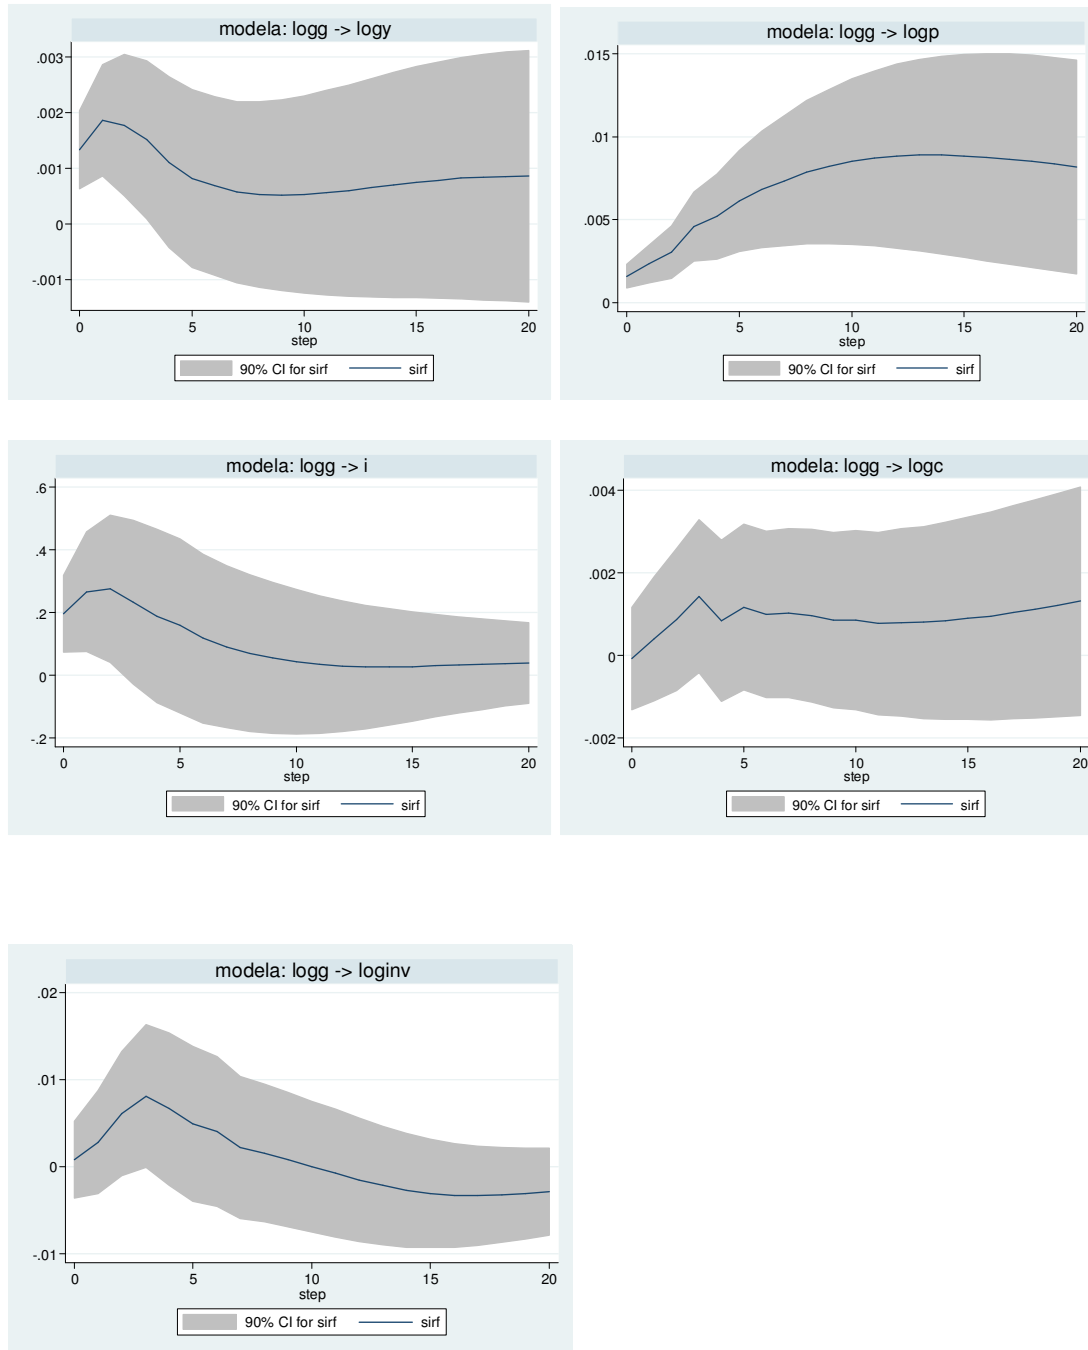 modela: logg -> logy
.003
.002
.001
0
-.001
0 5 10 15 20
step
90% CI for sirf sirf
modela: logg -> logp
.015
.01
.005
0
0 5 10 15 20
step
90% CI for sirf sirf
modela: logg -> i
.6
.4
.2
0
-.2
0 5 10 15 20
step
90% CI for sirf sirf
modela: logg -> logc
.004
.002
0
-.002
0 5 10 15 20
step
90% CI for sirf sirf
modela: logg -> loginv
.02
.01
0
-.01
0 5 10 15 20
step
90% CI for sirf sirf